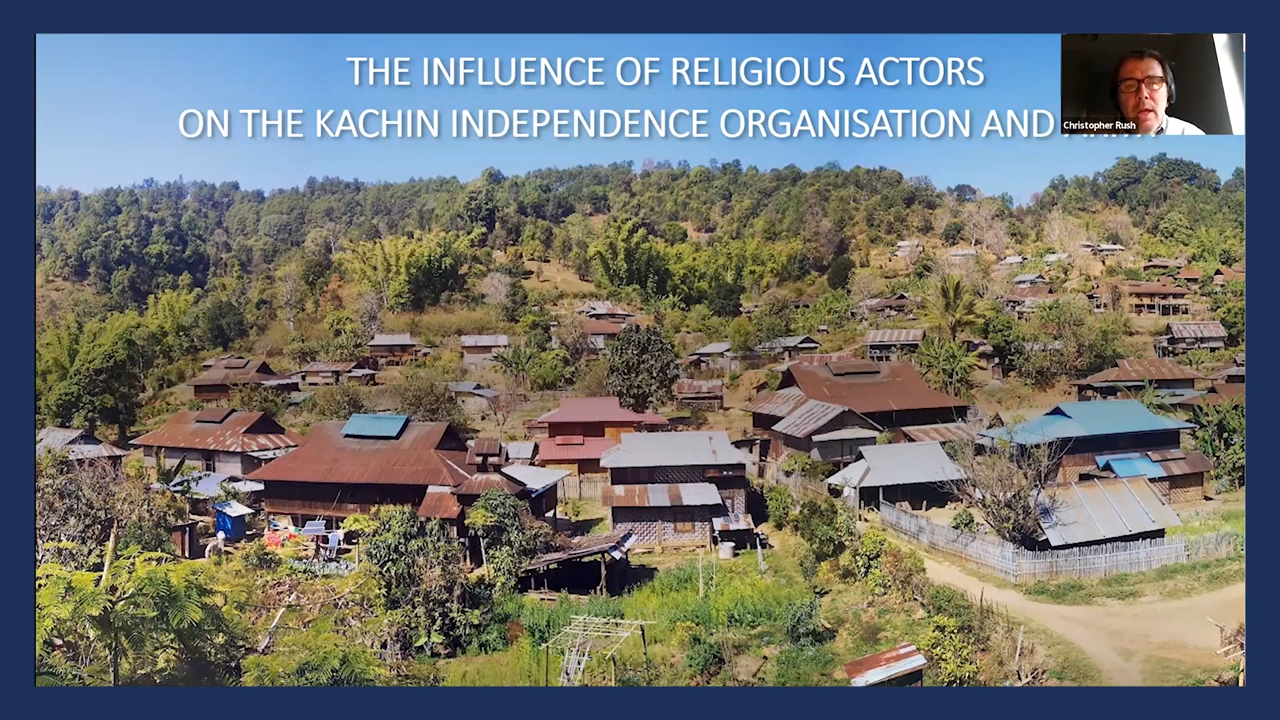 THE INFLUENCE OF RELIGIOUS ACTORS
ON THE KACHIN INDEPENDENCE ORGANISATION AND
Christopher Rush